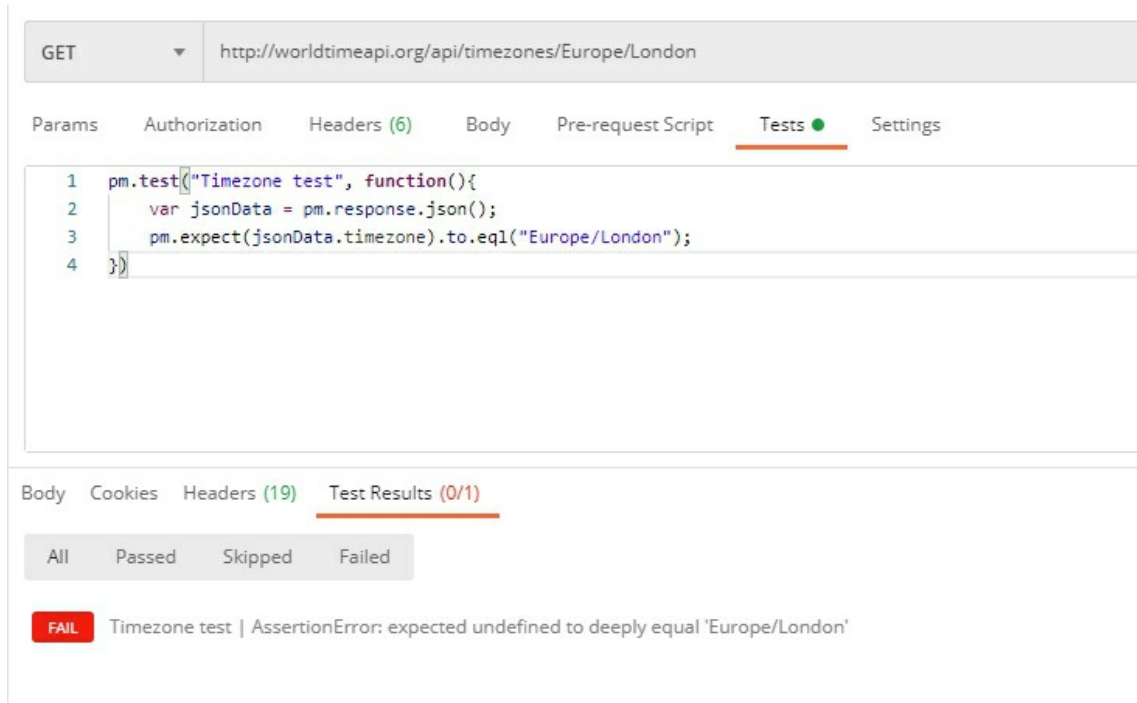 GET http://worldtimeapi.org/api/timezones/Europe/London
Params Authorization Headers (6) Body Pre-request Script Tests Settings
1 pm.test("Timezone test", function(){
2 var jsonData = pm.response.json();
3 pm.expect(jsonData.timezone).to.eql("Europe/London");
4 })
Body Cookies Headers (19) Test Results (0/1)
All Passed Skipped Failed
FAIL Timezone test | AssertionError: expected undefined to deeply equal 'Europe/London'